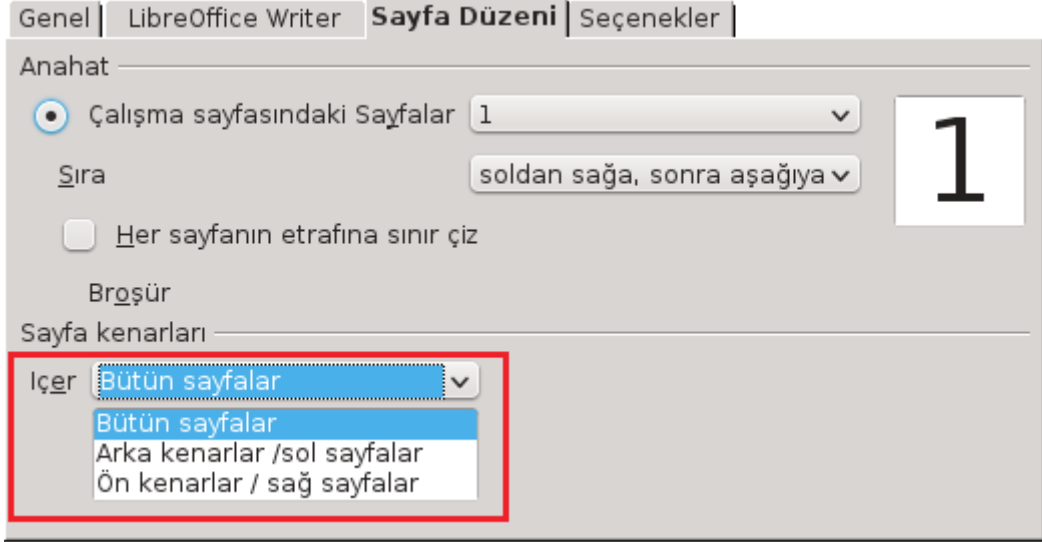 Genel LibreOffice Writer Sayfa Düzeni Seçenekler
Anahat
Çalışma sayfasındaki Sayfalar 1
1
Sıra soldan sağa, sonra aşağıya
Her sayfanın etrafına sınır çiz
Broşür
Sayfa kenarları
Içer Bütün sayfalar
Bütün sayfalar
Arka kenarlar /sol sayfalar
Ön kenarlar / sağ sayfalar